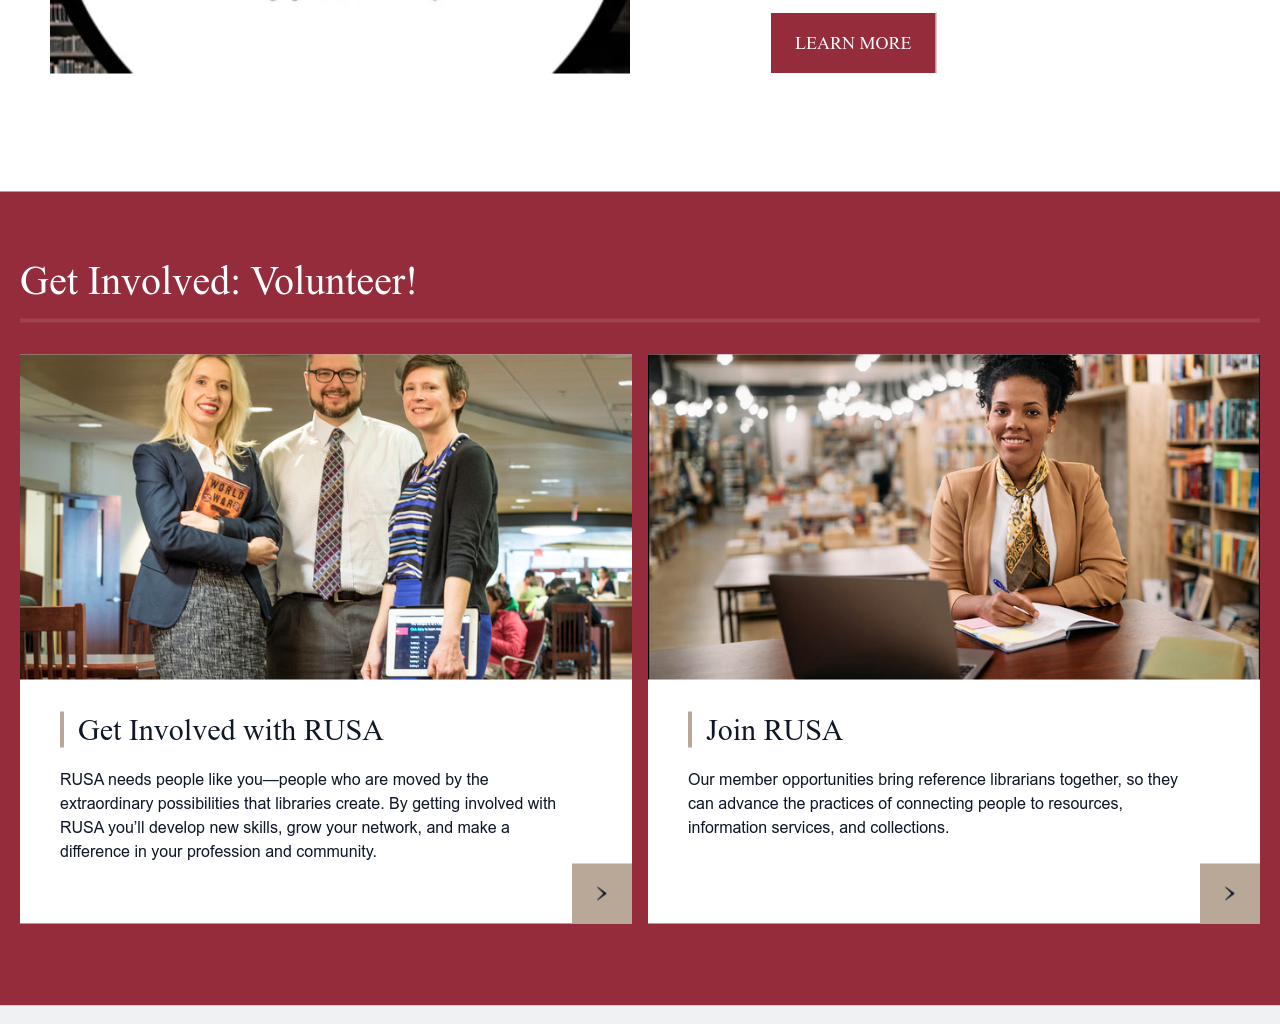 LEARN MORE
Get Involved: Volunteer!
WORLD
WAR
Get Involved with RUSA
RUSA needs people like you—people who are moved by the
extraordinary possibilities that libraries create. By getting involved with
RUSA you’ll develop new skills, grow your network, and make a
difference in your profession and community.
Join RUSA
Our member opportunities bring reference librarians together, so they
can advance the practices of connecting people to resources,
information services, and collections.